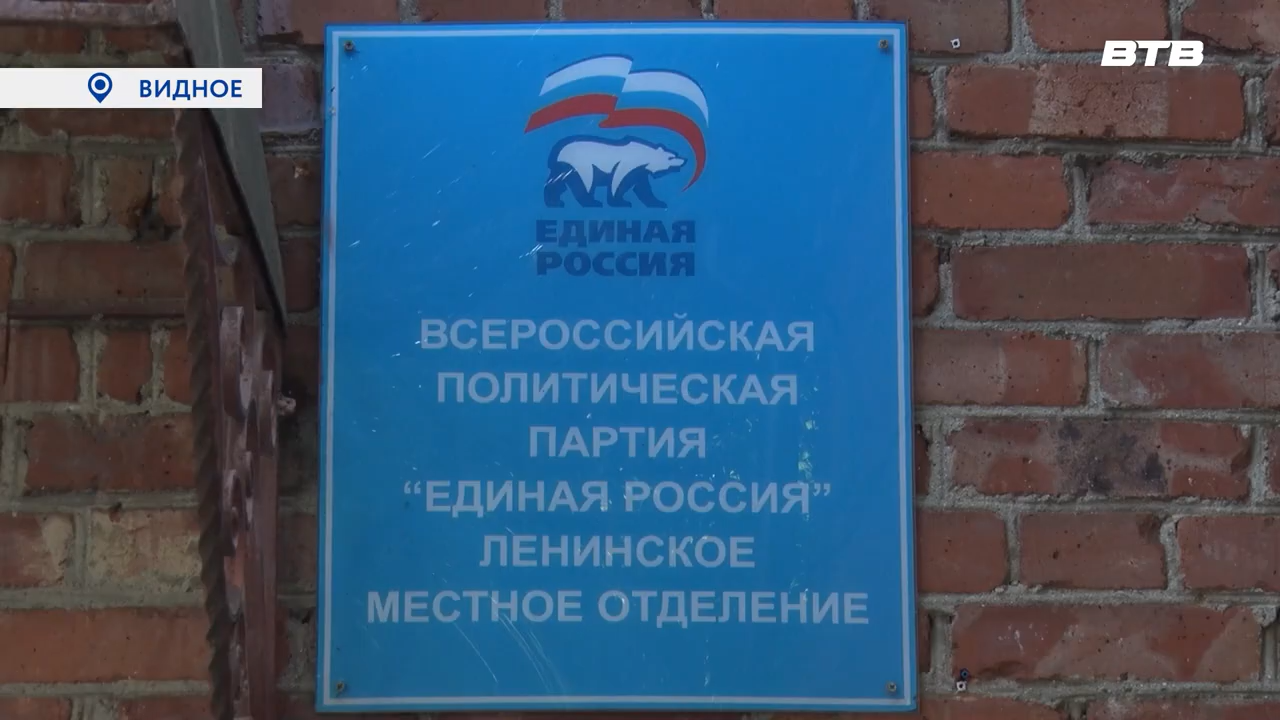 ВТВ
ВИДНОЕ
ЕДИНАЯ
РОССИЯ
ВСЕРОССИЙСКАЯ
ПОЛИТИЧЕСКАЯ
ПАРТИЯ
“ЕДИНАЯ РОССИЯ”
ЛЕНИНСКОЕ
МЕСТНОЕ ОТДЕЛЕНИЕ